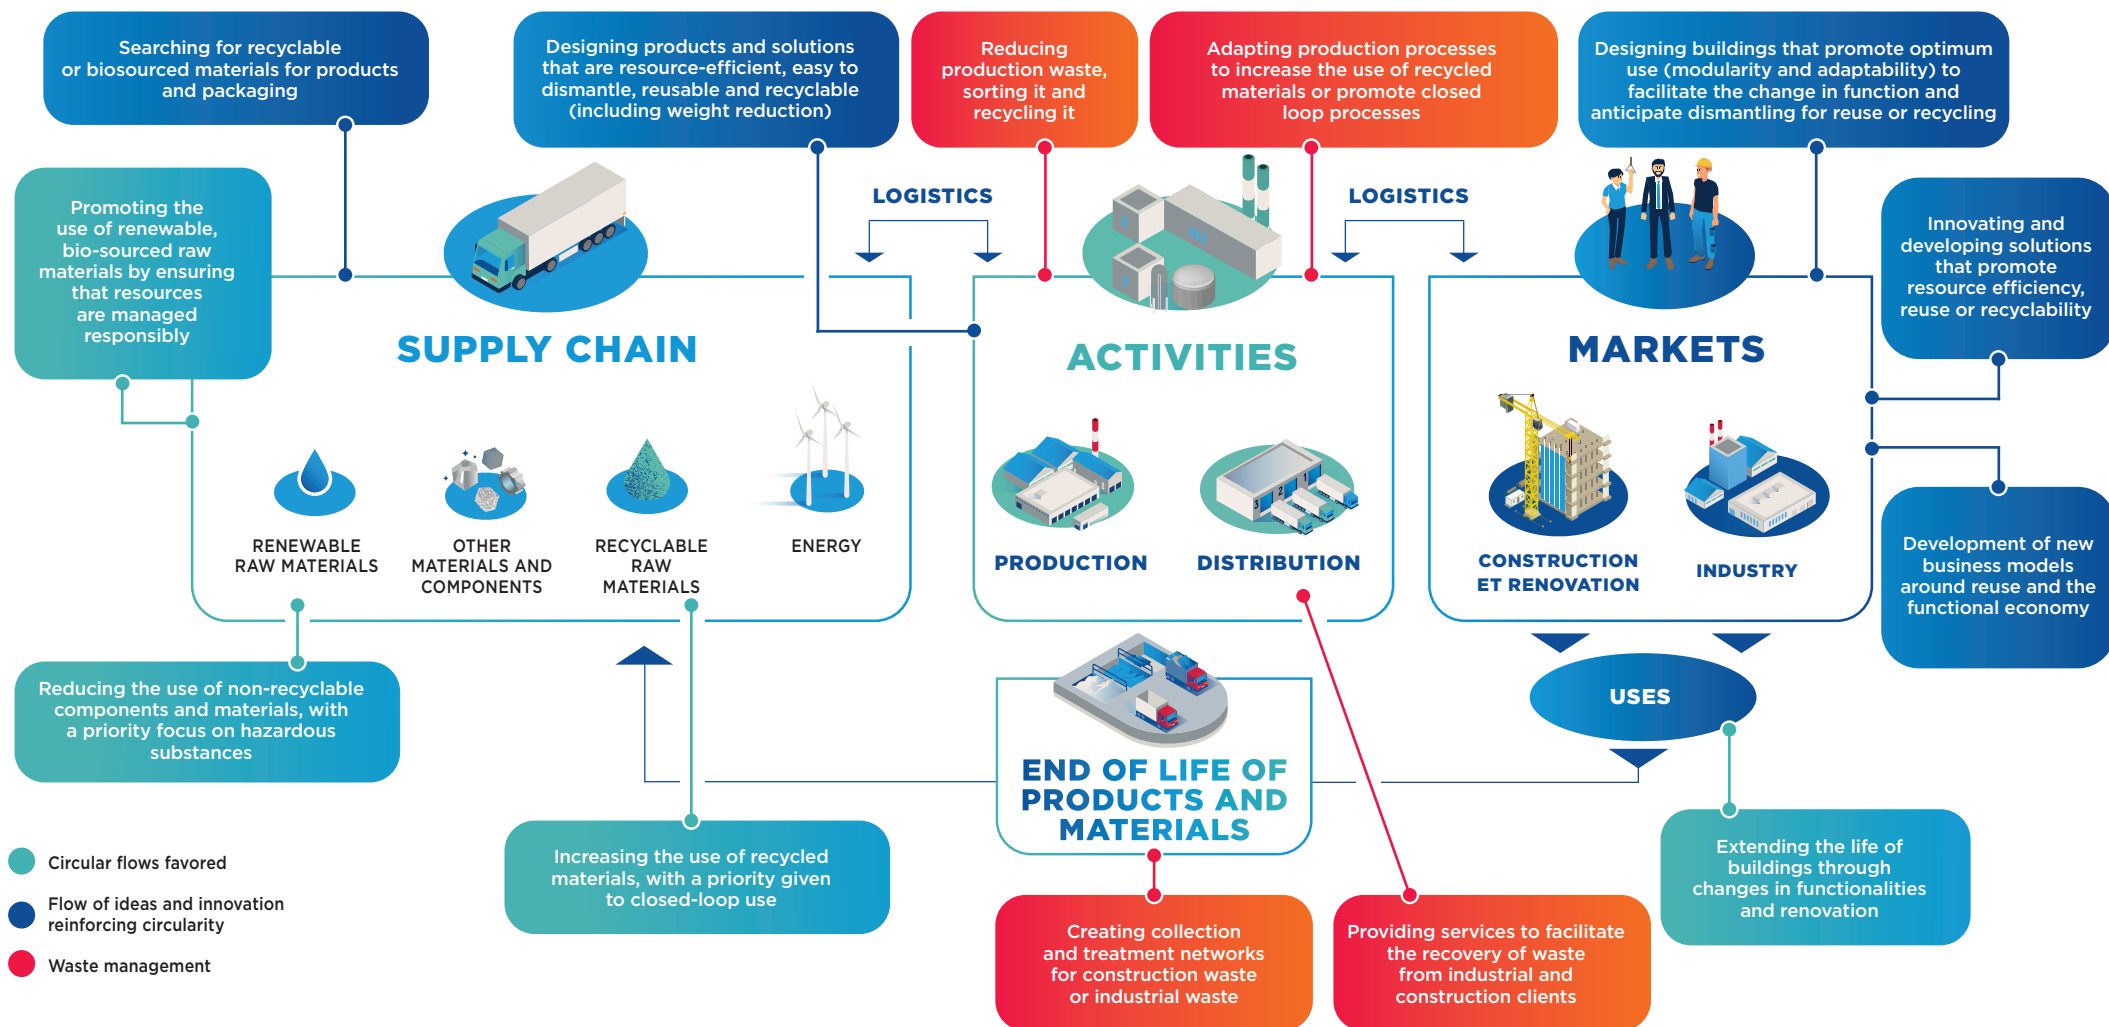 Searching for recyclable
or biosourced materials for products
and packaging
Designing products and solutions
that are resource-efficient, easy to
dismantle, reusable and recyclable
(including weight reduction)
Reducing
production waste,
sorting it and
recycling it
Adapting production processes
to increase the use of recycled
materials or promote closed
loop processes
Designing buildings that promote optimum
use (modularity and adaptability) to
facilitate the change in function and
anticipate dismantling for reuse or recycling
Promoting the
use of renewable,
bio-sourced raw
materials by ensuring
that resources
are managed
responsibly
LOGISTICS
LOGISTICS
Innovating and
developing solutions
that promote
resource efficiency,
reuse or recyclability
SUPPLY CHAIN
ACTIVITIES
MARKETS
RENEWABLE
RAW MATERIALS
OTHER
MATERIALS AND
COMPONENTS
RECYCLABLE
RAW
MATERIALS
ENERGY
3
2
1
PRODUCTION
DISTRIBUTION
CONSTRUCTION
ET RENOVATION
INDUSTRY
Development of new
business models
around reuse and the
functional economy
Reducing the use of non-recyclable
components and materials, with
a priority focus on hazardous
substances
USES
END OF LIFE OF
PRODUCTS AND
MATERIALS
Increasing the use of recycled
materials, with a priority given
to closed-loop use
Extending the life of
buildings through
changes in functionalities
and renovation
Circular flows favored
Flow of ideas and innovation
reinforcing circularity
Waste management
Creating collection
and treatment networks
for construction waste
or industrial waste
Providing services to facilitate
the recovery of waste
from industrial and
construction clients